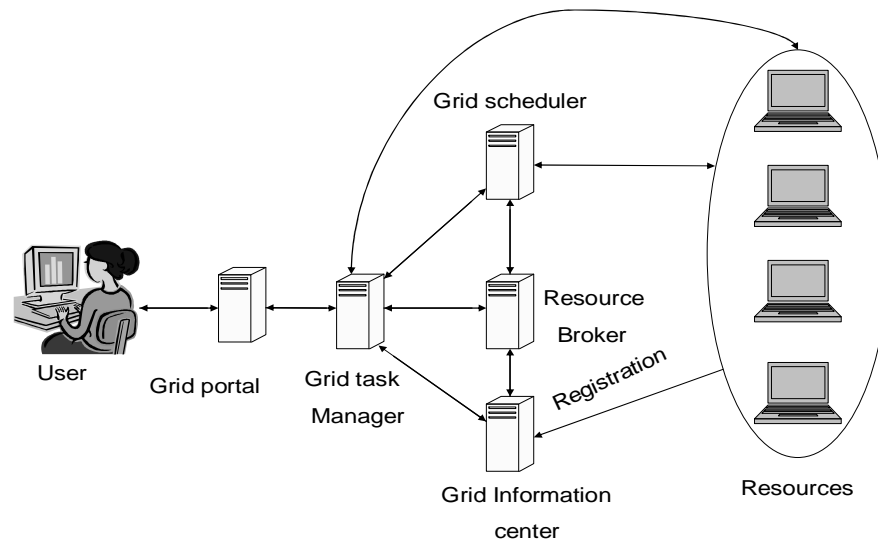 Grid scheduler
Resource
Broker
User
Grid portal
Grid task
Manager
Registration
Grid Information
center
Resources